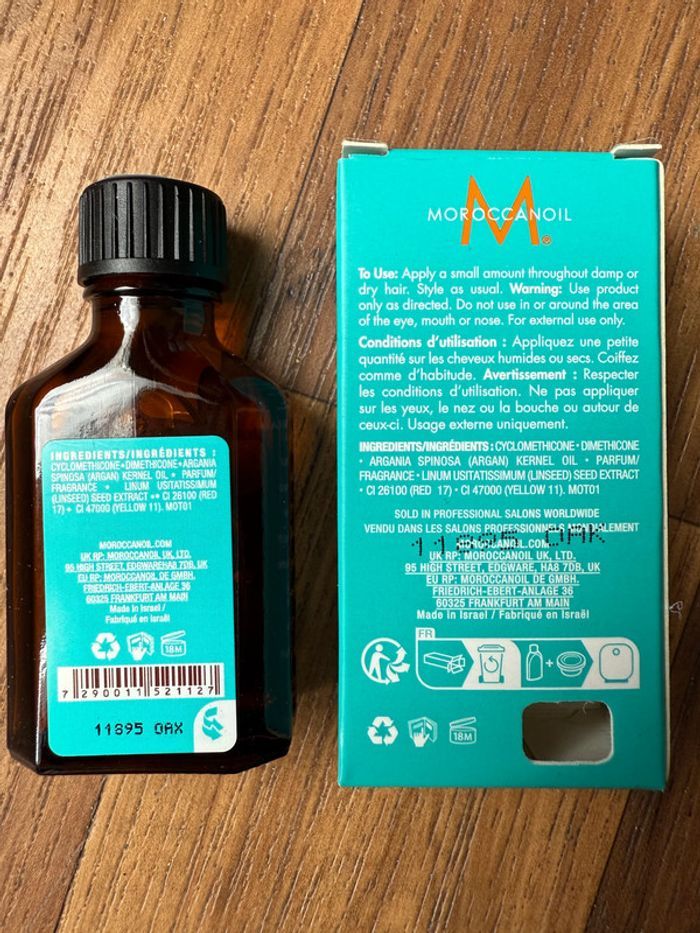 INGREDIENTS/INGRÉDIENTS :
CYCLOMETHICONE•DIMETHICONE•ARGANIA
SPINOSA (ARGAN) KERNEL OIL • PARFUM/
FRAGRANCE • LINUM USITATISSIMUM
(LINSEED) SEED EXTRACT •• CI 26100 (RED
17) • CI 47000 (YELLOW 11). MOT01
MOROCCANOIL.COM
UK RP: MOROCCANOIL UK, LTD.
95 HIGH STREET, EDGWAREHA8 7DB, UK
EU RP: MOROCCANOIL DE GMBH.
FRIEDRICH-EBERT-ANLAGE 36
60325 FRANKFURT AM MAIN
Made in Israel /
Fabriqué en israël
18M
7 290011 521127
11895 OAX
MOROCCANOIL
M®
To Use: Apply a small amount throughout damp or
dry hair. Style as usual. Warning: Use product
only as directed. Do not use in or around the area
of the eye, mouth or nose. For external use only.
Conditions d'utilisation : Appliquez une petite
quantité sur les cheveux humides ou secs. Coiffez
comme d'habitude. Avertissement : Respecter
les conditions d'utilisation. Ne pas appliquer
sur les yeux, le nez ou la bouche ou autour de
ceux-ci. Usage externe uniquement.
INGREDIENTS/INGRÉDIENTS : CYCLOMETHICONE • DIMETHICONE
• ARGANIA SPINOSA (ARGAN) KERNEL OIL • PARFUM/
FRAGRANCE • LINUM USITATISSIMUM (LINSEED) SEED EXTRACT
• CI 26100 (RED 17) • CI 47000 (YELLOW 11). MOT01
SOLD IN PROFESSIONAL SALONS WORLDWIDE
VENDU DANS LES SALONS PROFESSIONNELS MONDIALEMENT
11895 OAK
MOROCCANOIL.COM
UK RP: MOROCCANOIL UK, LTD.
95 HIGH STREET, EDGWARE, HA8 7DB, UK
EU RP: MOROCCANOIL DE GMBH.
FRIEDRICH-EBERT-ANLAGE 36
60325 FRANKFURT AM MAIN
Made in Israel / Fabriqué en Israël
FR
18M